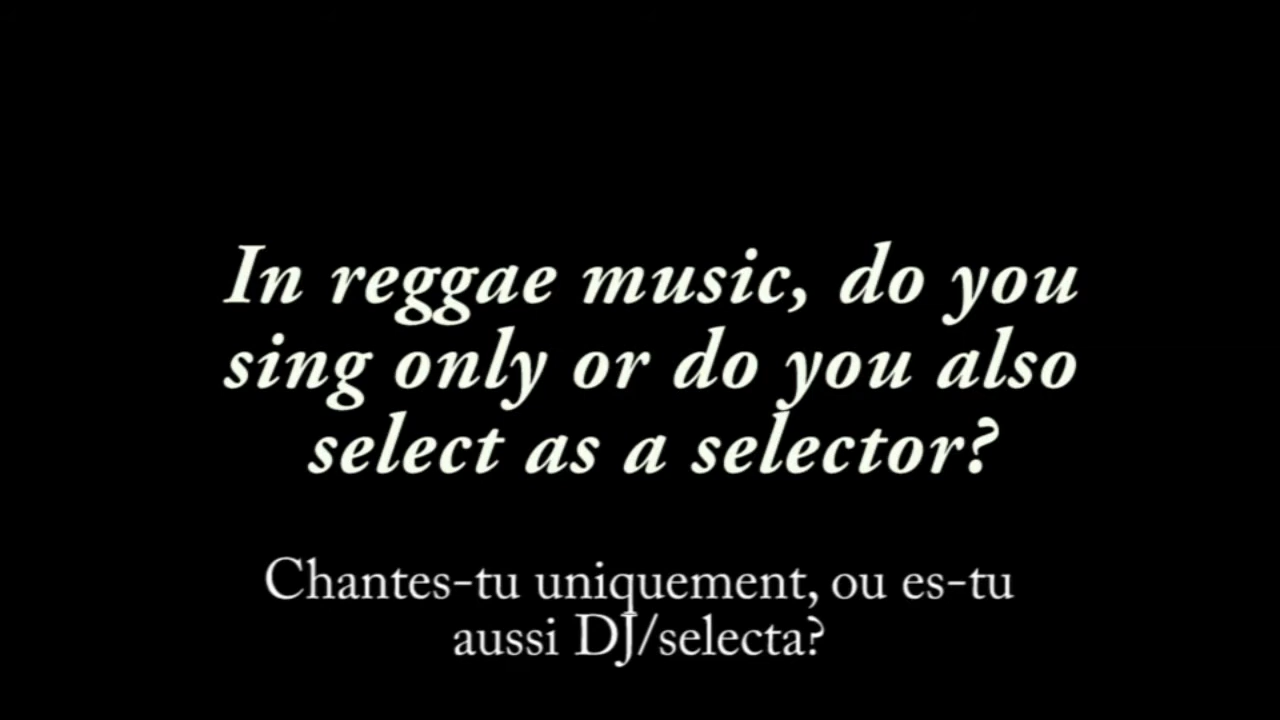 In reggae music, do you
sing only or do you also
select as a selector?
Chantes-tu uniquement, ou es-tu
aussi DJ/selecta?